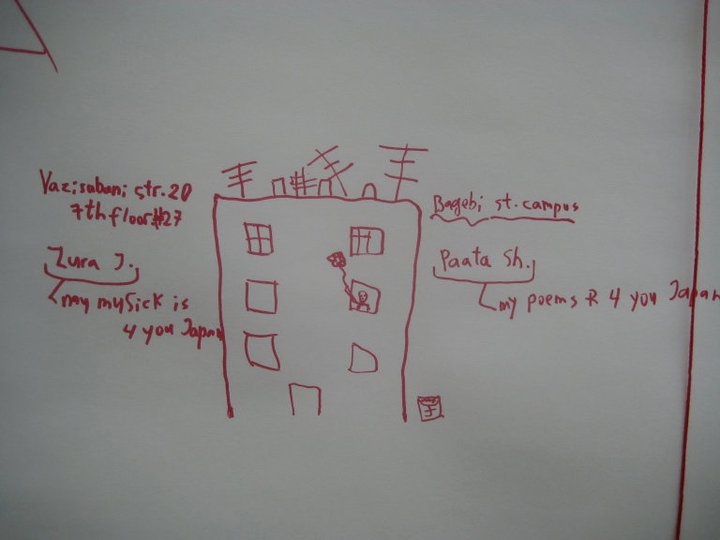 Vazisubani str. 20
7th floor #27
Zura J.
my mysick is
4 you Japan
Bagebi st. campus
Paata Sh.
my poems R 4 you Japan